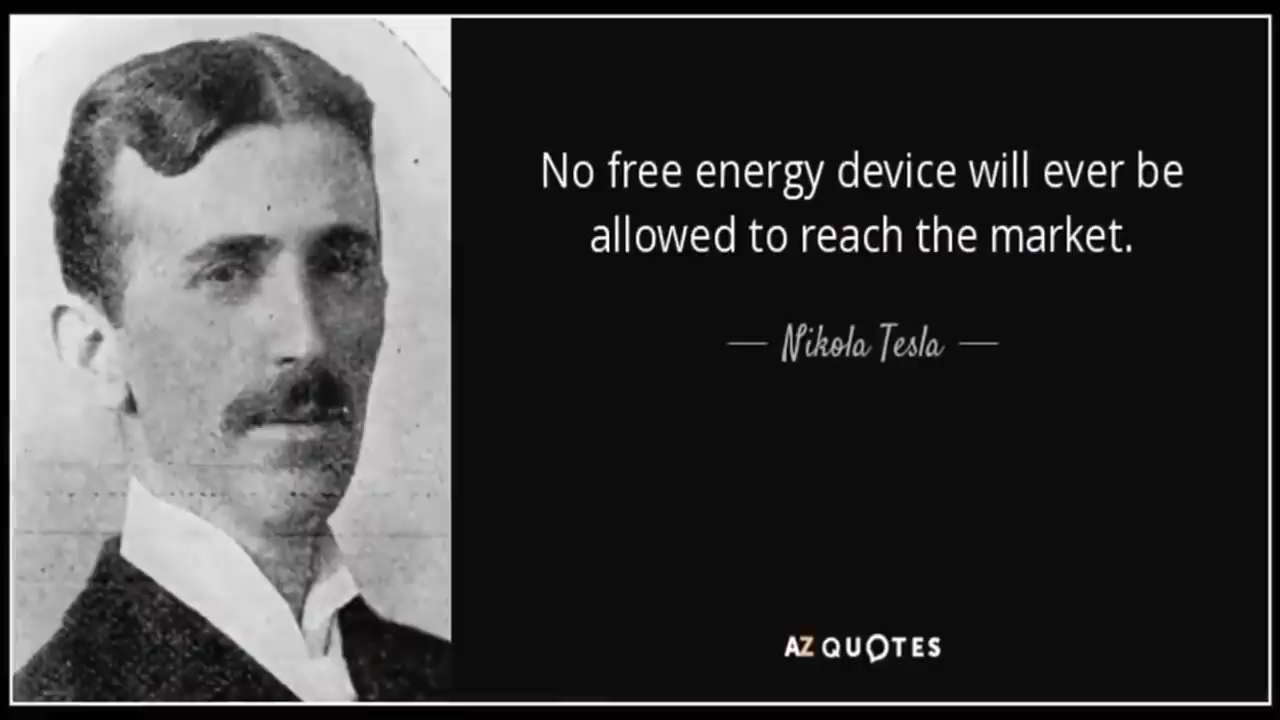 No free energy device will ever be
allowed to reach the market.
— Nikola Tesla —
AZ QUOTES